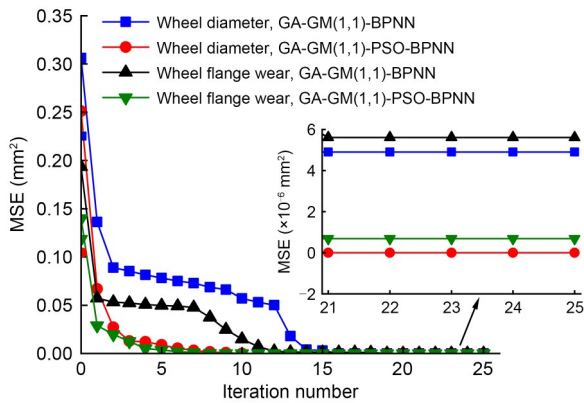 Wheel diameter, GA-GM(1,1)-BPNN
Wheel diameter, GA-GM(1,1)-PSO-BPNN
Wheel flange wear, GA-GM(1,1)-BPNN
Wheel flange wear, GA-GM(1,1)-PSO-BPNN
MSE (mm²)
0.35
0.30
0.25
0.20
0.15
0.10
0.05
0.00
0 5 10 15 20 25
Iteration number
MSE (×10⁻⁶ mm²)
6
4
2
0
−2
21 22 23 24 25